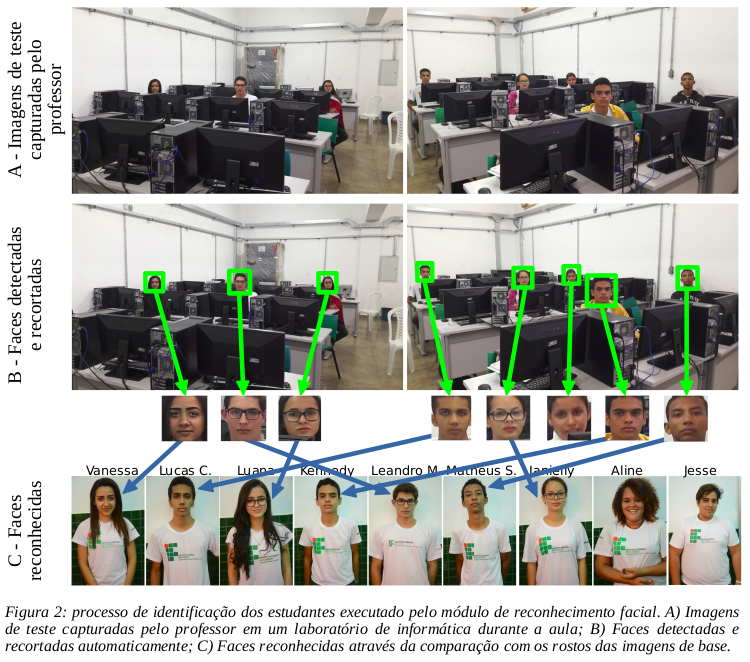 A - Imagens de teste
capturadas pelo
professor
B - Faces detectadas
e recortadas
Vanessa Lucas C. Luana Kennedy Leandro M. Matheus S. Janielly Aline Jesse
C - Faces
reconhecidas
Figura 2: processo de identificação dos estudantes executado pelo módulo de reconhecimento facial. A) Imagens
de teste capturadas pelo professor em um laboratório de informática durante a aula; B) Faces detectadas e
recortadas automaticamente; C) Faces reconhecidas através da comparação com os rostos das imagens de base.